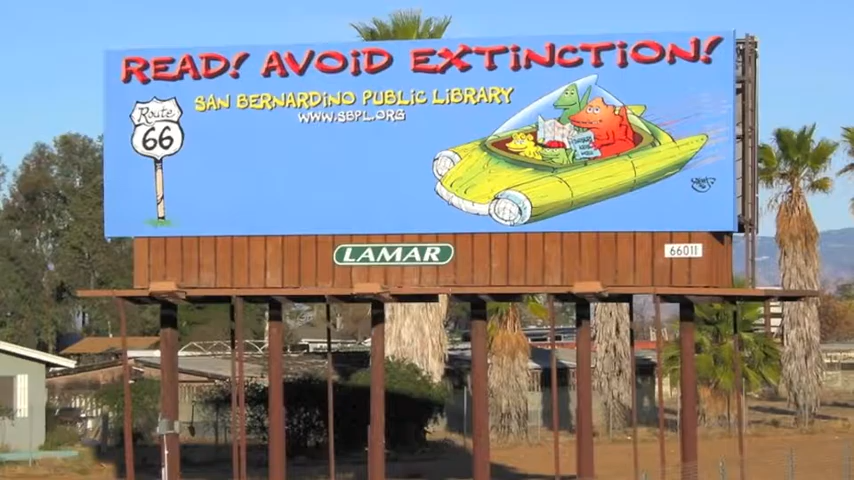 READ! AVOiD EXTiNCTiON!
SAN BERNARDiNO PUBLiC LiBRARY
WWW.SBPL.ORG
Route
66
LAMAR
66011